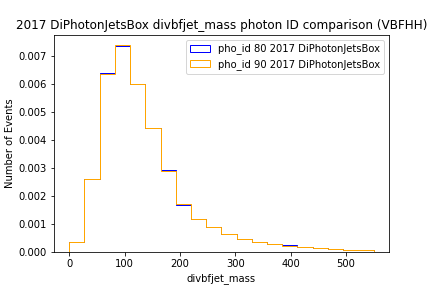 2017 DiPhotonJetsBox divbfjet_mass photon ID comparison (VBFHH)
pho_id 80 2017 DiPhotonJetsBox
pho_id 90 2017 DiPhotonJetsBox
Number of Events
0.007
0.006
0.005
0.004
0.003
0.002
0.001
0.000
0 100 200 300 400 500
divbfjet_mass